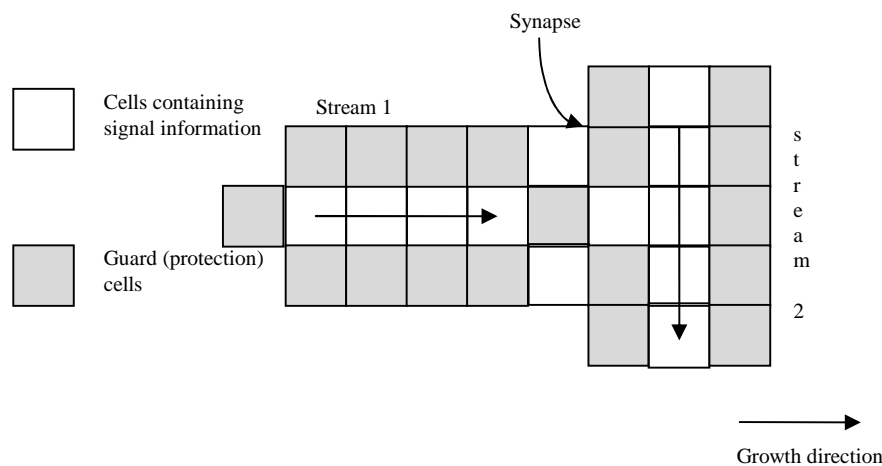 Synapse
Cells containing
signal information
Stream 1
s
t
r
e
a
m
2
Guard (protection)
cells
Growth direction